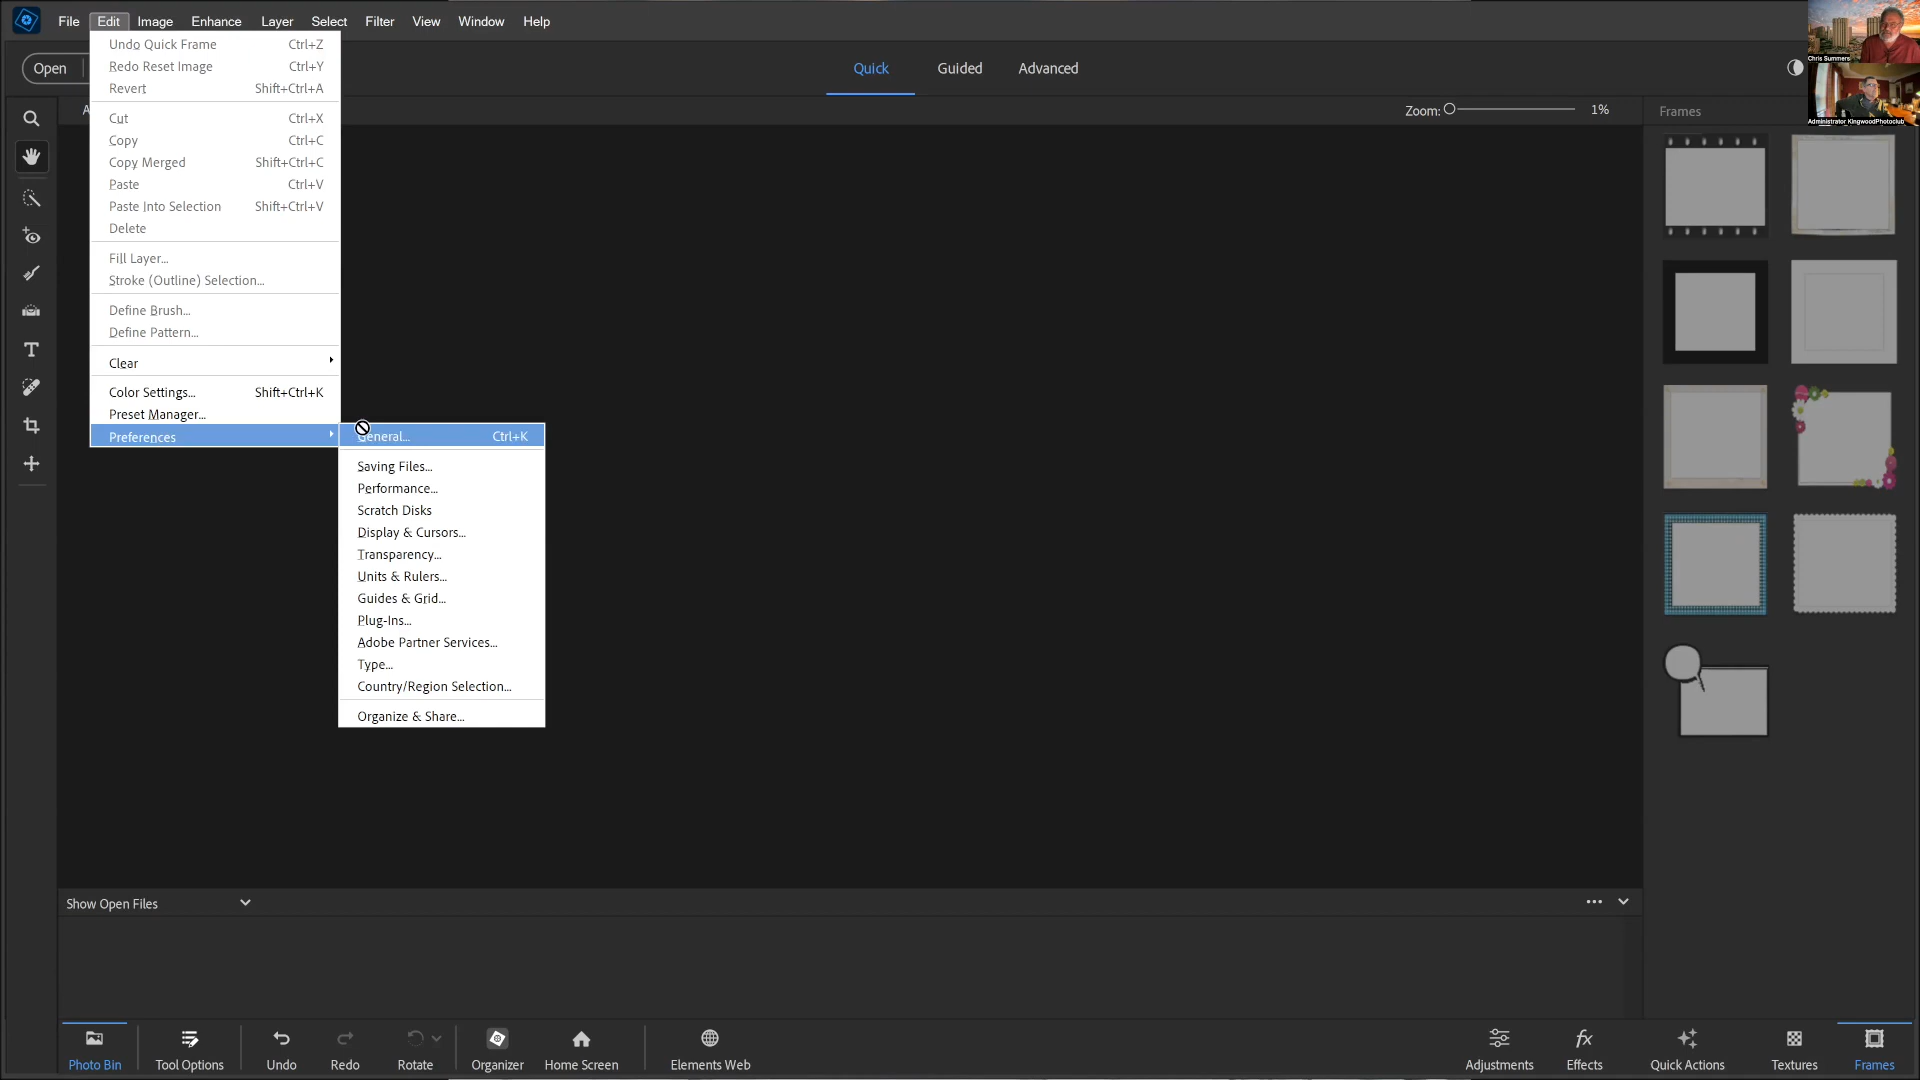 File Edit Image Enhance Layer Select Filter View Window Help
Open
Quick Guided Advanced
Chris Summers
Administrator KingwoodPhotoclub
A
Zoom: 1%
Frames
Undo Quick Frame Ctrl+Z
Redo Reset Image Ctrl+Y
Revert Shift+Ctrl+A
Cut Ctrl+X
Copy Ctrl+C
Copy Merged Shift+Ctrl+C
Paste Ctrl+V
Paste Into Selection Shift+Ctrl+V
Delete
Fill Layer...
Stroke (Outline) Selection...
Define Brush...
Define Pattern...
Clear
Color Settings... Shift+Ctrl+K
Preset Manager...
Preferences
General... Ctrl+K
Saving Files...
Performance...
Scratch Disks
Display & Cursors...
Transparency...
Units & Rulers...
Guides & Grid...
Plug-Ins...
Adobe Partner Services...
Type...
Country/Region Selection...
Organize & Share...
Show Open Files
Photo Bin Tool Options Undo Redo Rotate Organizer Home Screen Elements Web Adjustments Effects Quick Actions Textures Frames